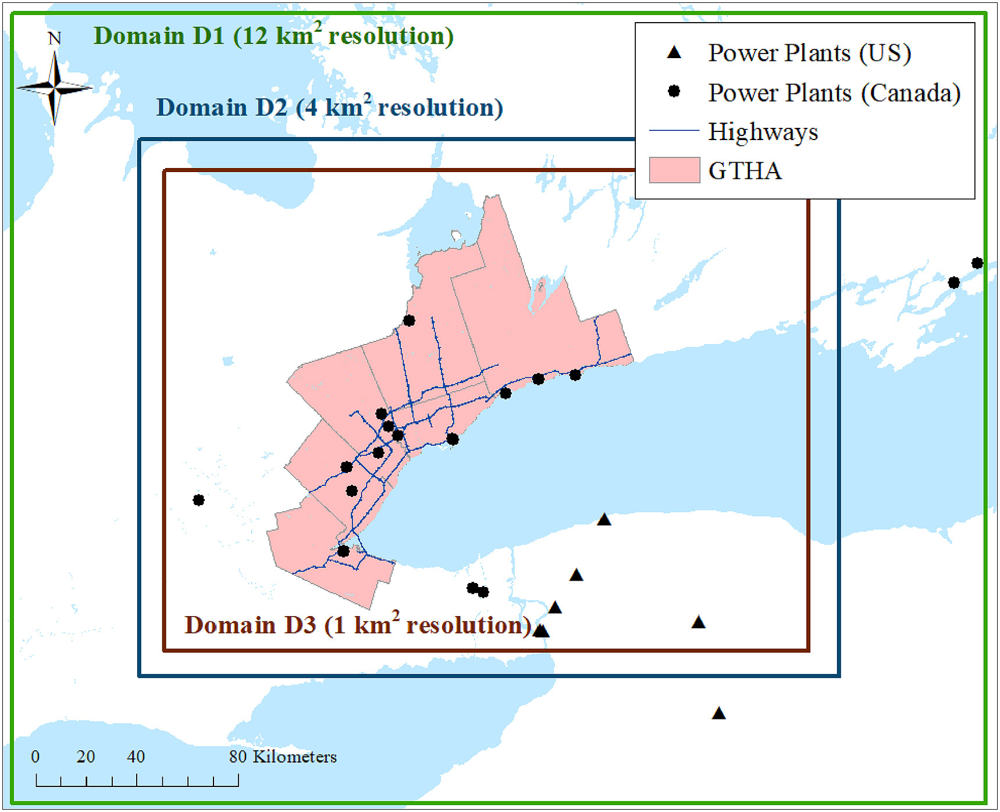 Domain D1 (12 km² resolution)
N
Domain D2 (4 km² resolution)
Power Plants (US)
Power Plants (Canada)
Highways
GTHA
Domain D3 (1 km² resolution)
0 20 40 80 Kilometers